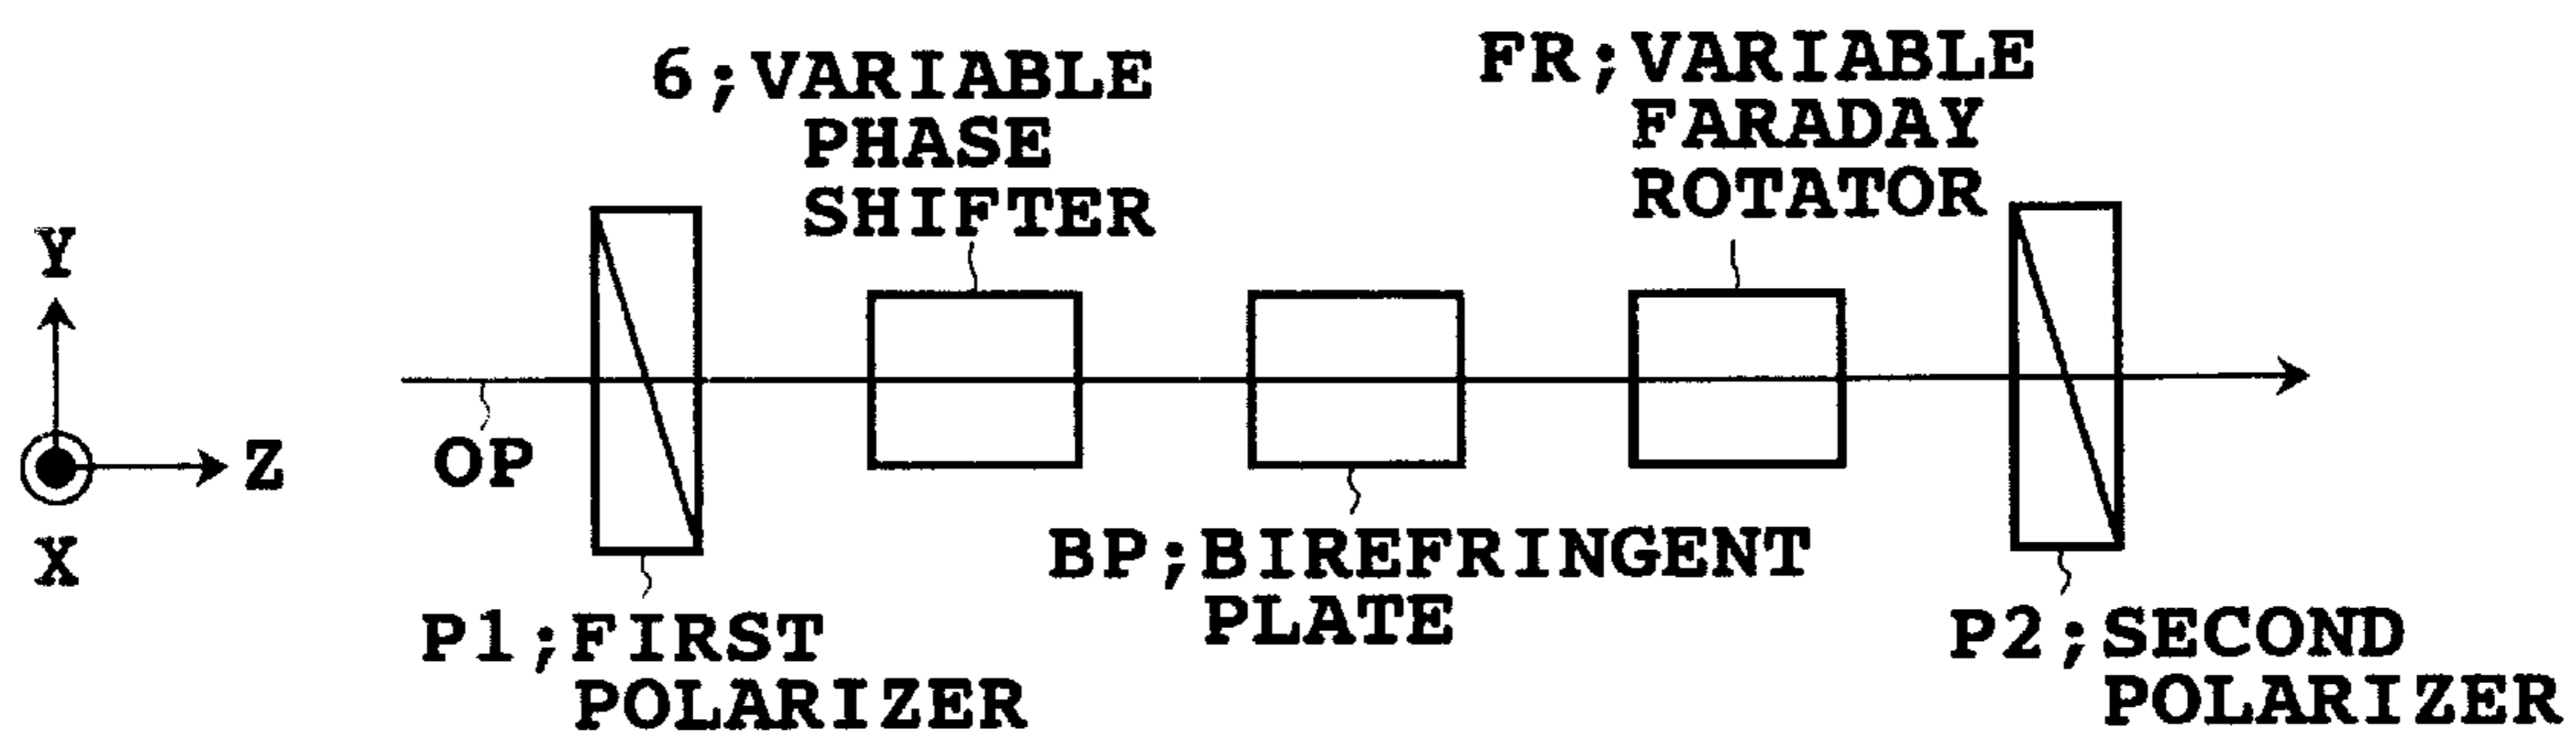 6;VARIABLE
PHASE
SHIFTER
FR;VARIABLE
FARADAY
ROTATOR
Y
Z
X
OP
BP;BIREFRINGENT
PLATE
P1;FIRST
POLARIZER
P2;SECOND
POLARIZER